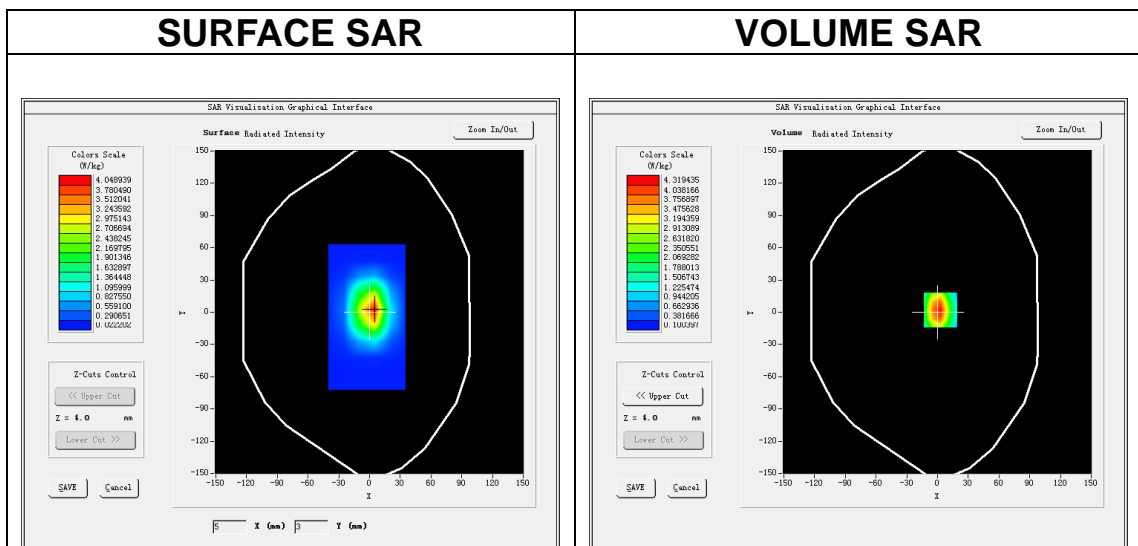 SURFACE SAR
VOLUME SAR
SAR Visualisation Graphical Interface
Surface Radiated Intensity
Zoom In/Out
Colors Scale
(W/kg)
4.048939
3.780490
3.512041
3.243592
2.975143
2.706694
2.438245
2.169795
1.901346
1.632897
1.364448
1.095999
0.827550
0.559100
0.290651
0.022202
Z-Cuts Control
<< Upper Cut
Z = 4.0 mm
Lower Cut >>
SAVE
Cancel
150
120
90
60
30
0
-30
-60
-90
-120
-150
Y
-150 -120 -90 -60 -30 0 30 60 90 120 150
X
5 X (mm) 3 Y (mm)
SAR Visualisation Graphical Interface
Volume Radiated Intensity
Zoom In/Out
Colors Scale
(W/kg)
4.319435
4.038166
3.756897
3.475628
3.194359
2.913089
2.631820
2.350551
2.069282
1.788013
1.506743
1.225474
0.944205
0.662936
0.381666
0.100397
Z-Cuts Control
<< Upper Cut
Z = 4.0 mm
Lower Cut >>
SAVE
Cancel
150
120
90
60
30
0
-30
-60
-90
-120
-150
Y
-150 -120 -90 -60 -30 0 30 60 90 120 150
X